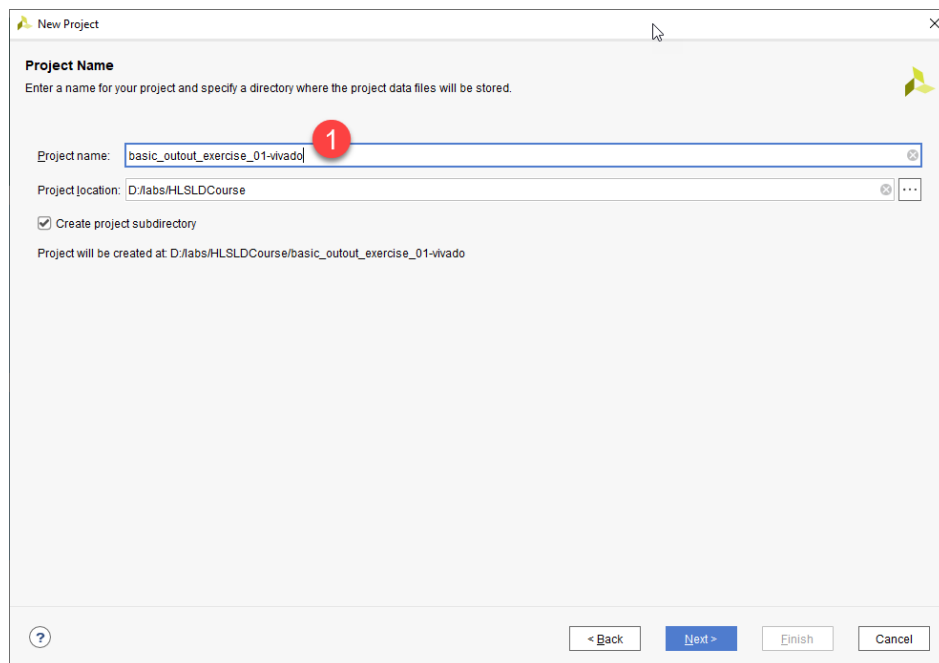 New Project
Project Name
Enter a name for your project and specify a directory where the project data files will be stored.
1
Project name: basic_outout_exercise_01-vivado
Project location: D:/labs/HLSLDCourse ...
Create project subdirectory
Project will be created at: D:/labs/HLSLDCourse/basic_outout_exercise_01-vivado
? < Back Next > Finish Cancel